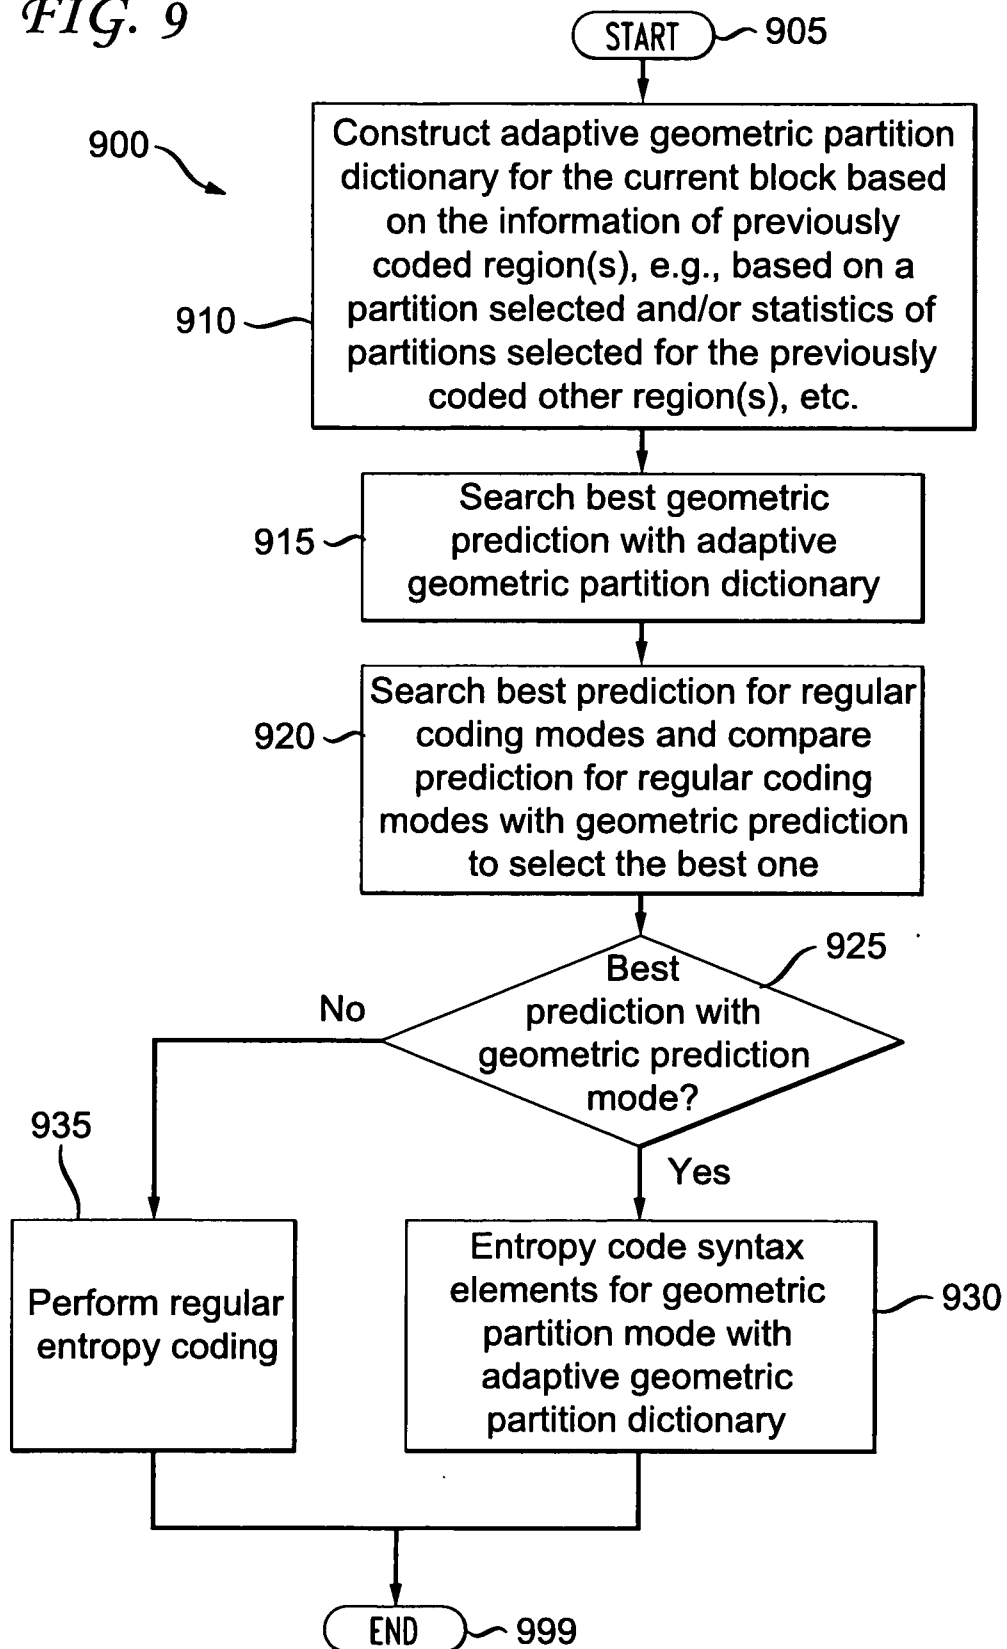 FIG. 9
START
905
900
Construct adaptive geometric partition
dictionary for the current block based
on the information of previously
coded region(s), e.g., based on a
partition selected and/or statistics of
partitions selected for the previously
coded other region(s), etc.
910
Search best geometric
prediction with adaptive
geometric partition dictionary
915
Search best prediction for regular
coding modes and compare
prediction for regular coding
modes with geometric prediction
to select the best one
920
925
Best
prediction with
geometric prediction
mode?
No
Yes
935
Perform regular
entropy coding
Entropy code syntax
elements for geometric
partition mode with
adaptive geometric
partition dictionary
930
END
999